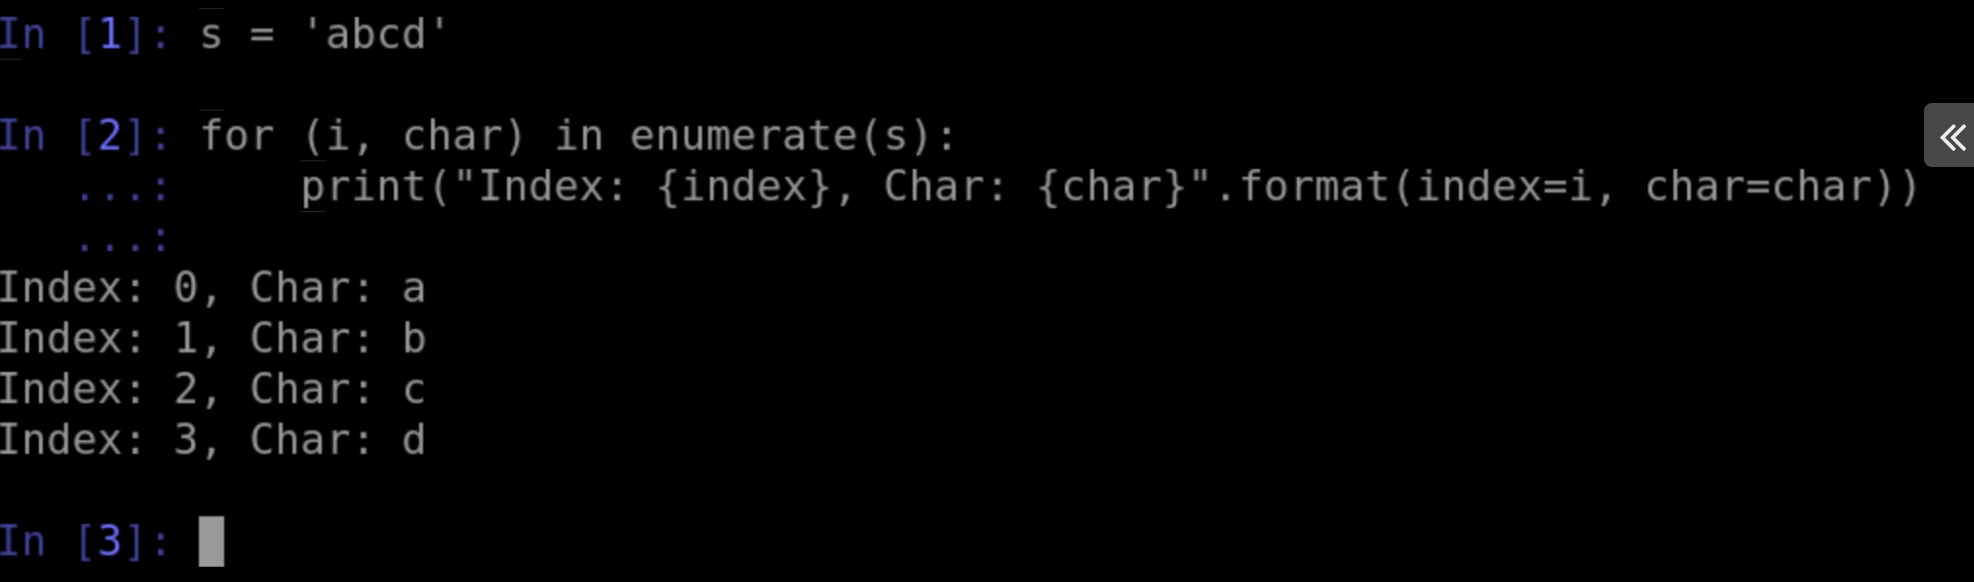 In [1]: s = 'abcd'
In [2]: for (i, char) in enumerate(s):
   ...:     print("Index: {index}, Char: {char}".format(index=i, char=char))
   ...:
Index: 0, Char: a
Index: 1, Char: b
Index: 2, Char: c
Index: 3, Char: d
In [3]: